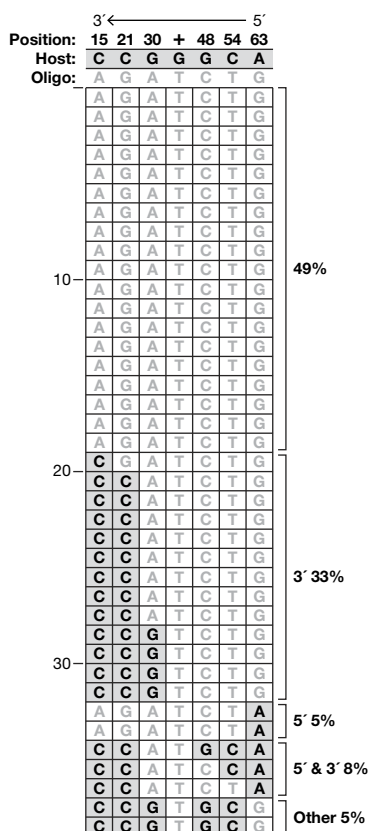 3´ 5´
Position: 15 21 30 + 48 54 63
Host: C C G G G C A
Oligo: A G A T C T G
A G A T C T G
A G A T C T G
A G A T C T G
A G A T C T G
A G A T C T G
A G A T C T G
A G A T C T G
A G A T C T G
A G A T C T G
A G A T C T G 49%
10
A G A T C T G
A G A T C T G
A G A T C T G
A G A T C T G
A G A T C T G
A G A T C T G
A G A T C T G
A G A T C T G
A G A T C T G
C G A T C T G
20
C C A T C T G
C C A T C T G
C C A T C T G
C C A T C T G
C C A T C T G
C C A T C T G 3´ 33%
C C A T C T G
C C A T C T G
C C G T C T G
C C G T C T G
30
C C G T C T G
C C G T C T G
A G A T C T A
5´ 5%
A G A T C T A
C C A T G C A
C C A T C C A 5´ & 3´ 8%
C C A T C T A
C C G T G C G
Other 5%
C C G T G C G